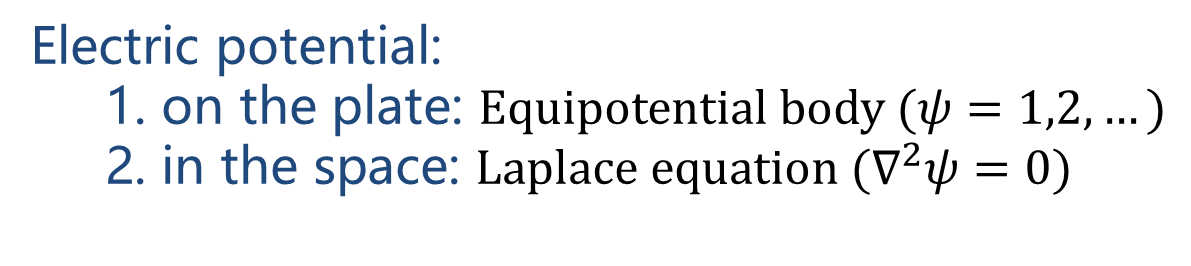 Electric potential:
1. on the plate: Equipotential body (𝜓 = 1,2, … )
2. in the space: Laplace equation (∇²𝜓 = 0)